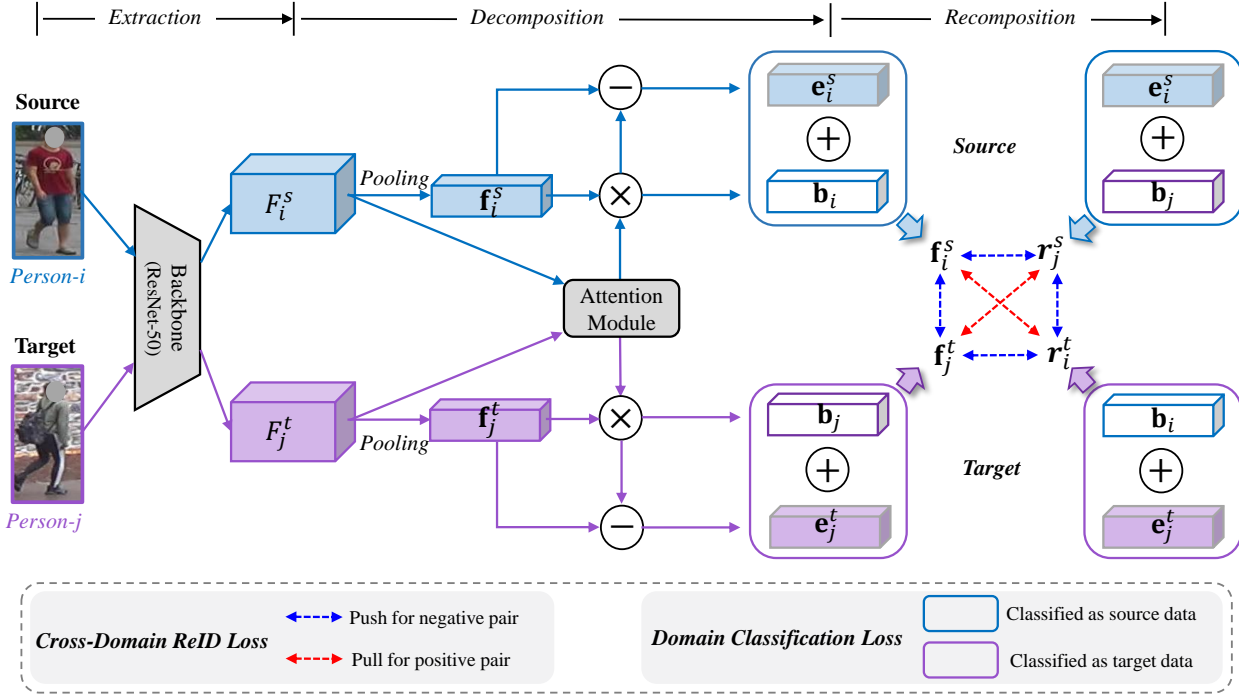 Extraction
Decomposition
Recomposition
Source
Person-i
Target
Person-j
Backbone
(ResNet-50)
F_i^s
Pooling
f_i^s
Attention
Module
F_j^t
Pooling
f_j^t
−
×
×
−
e_i^s
+
b_i
b_j
+
e_j^t
Source
f_i^s
r_j^s
f_j^t
r_i^t
Target
e_i^s
+
b_j
b_i
+
e_j^t
Cross-Domain ReID Loss
Push for negative pair
Pull for positive pair
Domain Classification Loss
Classified as source data
Classified as target data